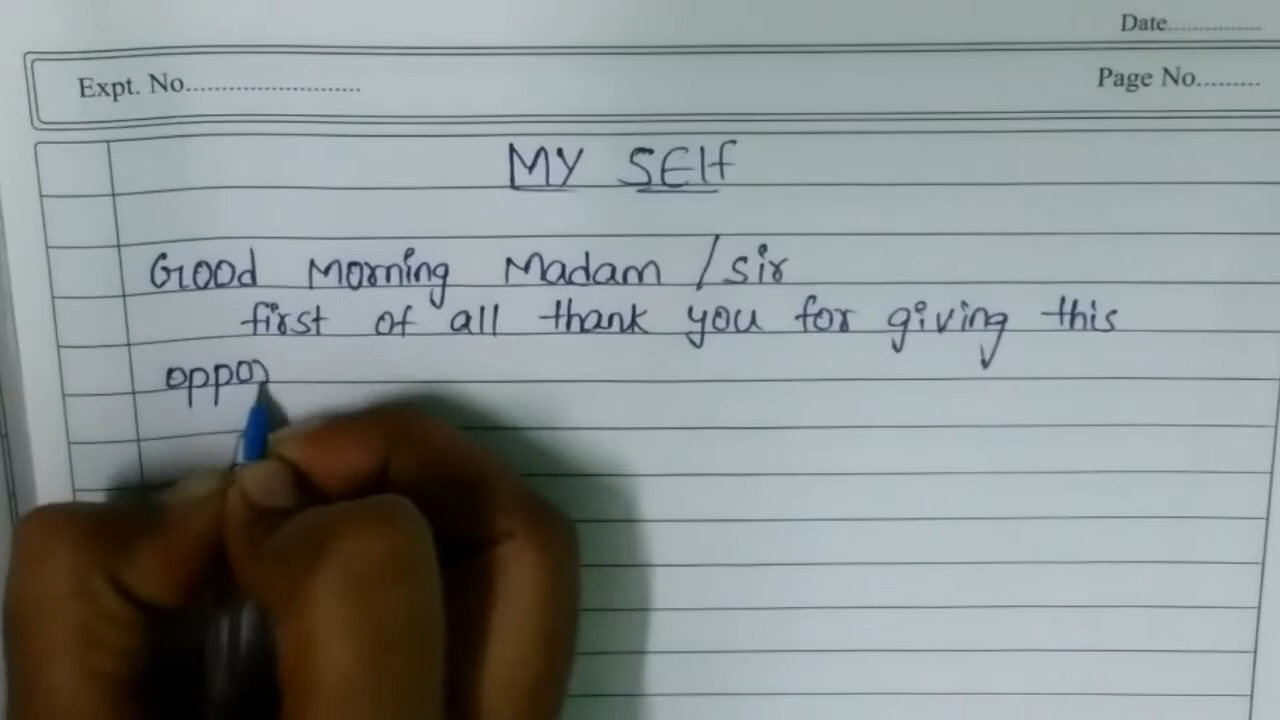 Date..............
Expt. No.........................
Page No.........
MY SElf
Good Morning Madam / sir
first of all thank you for giving this
oppor